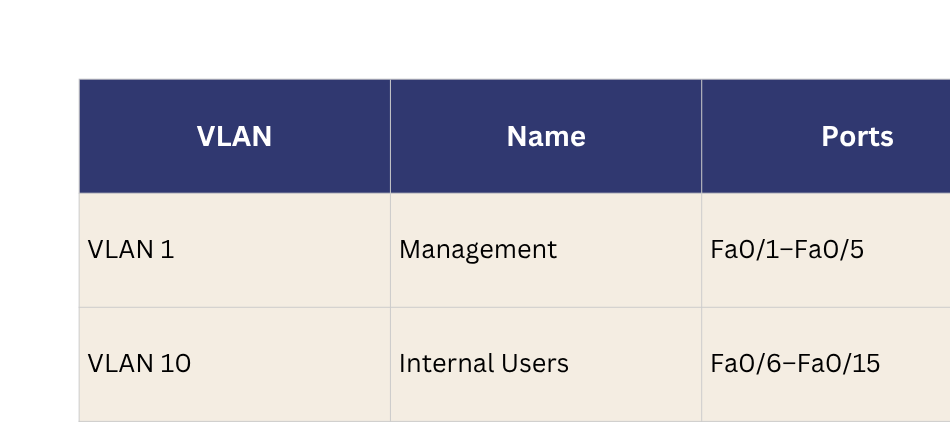 VLAN Name Ports
VLAN 1 Management Fa0/1–Fa0/5
VLAN 10 Internal Users Fa0/6–Fa0/15